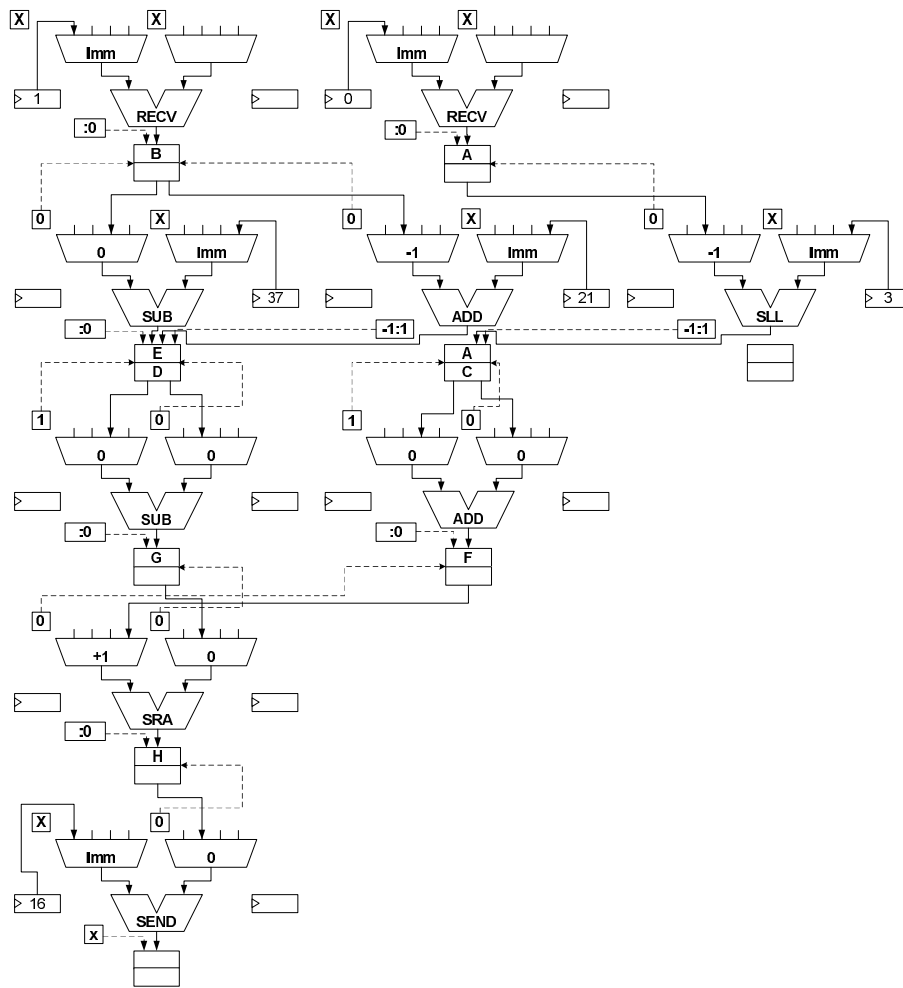 X X X X
Imm Imm
1 0
RECV RECV
:0 :0
B A
0 0 0
X X X
0 Imm -1 Imm -1 Imm
37 21 3
SUB ADD SLL
:0 -1:1 -1:1
E A
D C
1 0 1 0
0 0 0 0
SUB ADD
:0 :0
G F
0 0
+1 0
SRA
:0
H
X 0
Imm 0
16
SEND
x